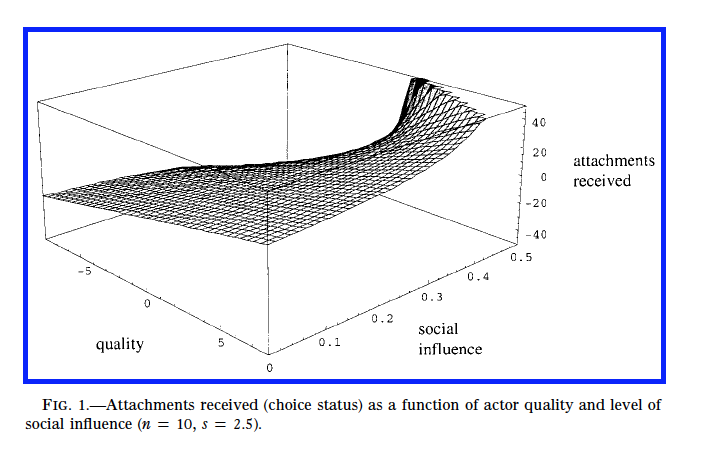 40
20
attachments
received
0
-20
-40
0.5
0.4
-5
0.3
0
0.2
social
influence
quality
5
0.1
0
FIG. 1.—Attachments received (choice status) as a function of actor quality and level of
social influence (n = 10, s = 2.5).